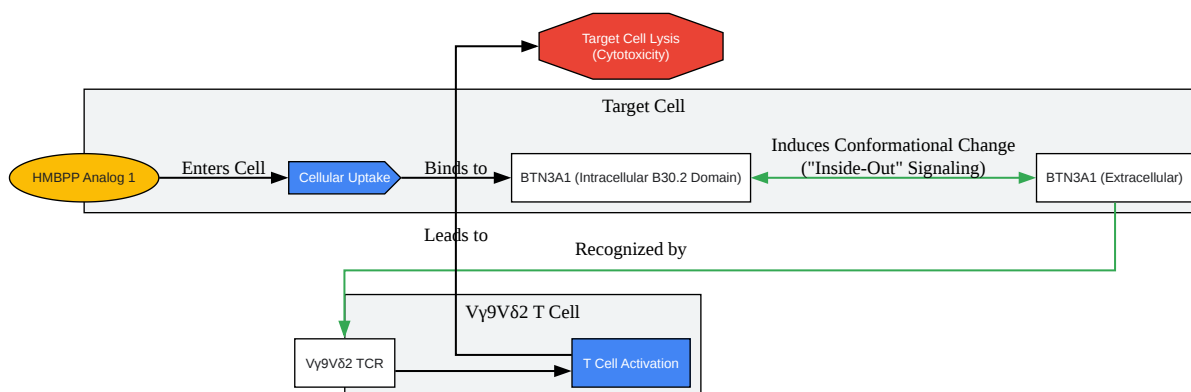 Target Cell Lysis
(Cytotoxicity)
Target Cell
HMBPP Analog 1
Enters Cell
Cellular Uptake
Binds to
BTN3A1 (Intracellular B30.2 Domain)
Induces Conformational Change
("Inside-Out" Signaling)
BTN3A1 (Extracellular)
Leads to
Recognized by
Vγ9Vδ2 T Cell
Vγ9Vδ2 TCR
T Cell Activation